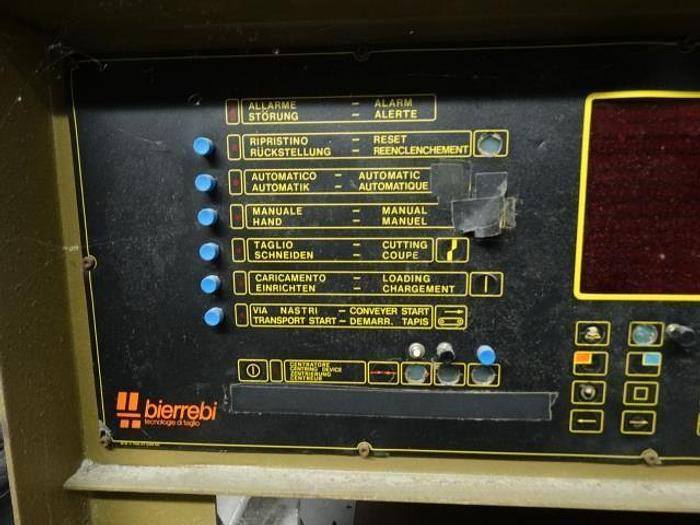 ALLARME – ALARM
STÖRUNG – ALERTE
RIPRISTINO – RESET
RÜCKSTELLUNG – REENCLENCHEMENT
AUTOMATICO – AUTOMATIC
AUTOMATIK – AUTOMATIQUE
MANUALE – MANUAL
HAND – MANUEL
TAGLIO – CUTTING
SCHNEIDEN – COUPE
CARICAMENTO – LOADING
EINRICHTEN – CHARGEMENT
VIA NASTRI – CONVEYER START
TRANSPORT START – DEMARR. TAPIS
CENTRATORE
CENTRING DEVICE
ZENTRIERUNG
CENTREUR
bierrebi
tecnologie di taglio